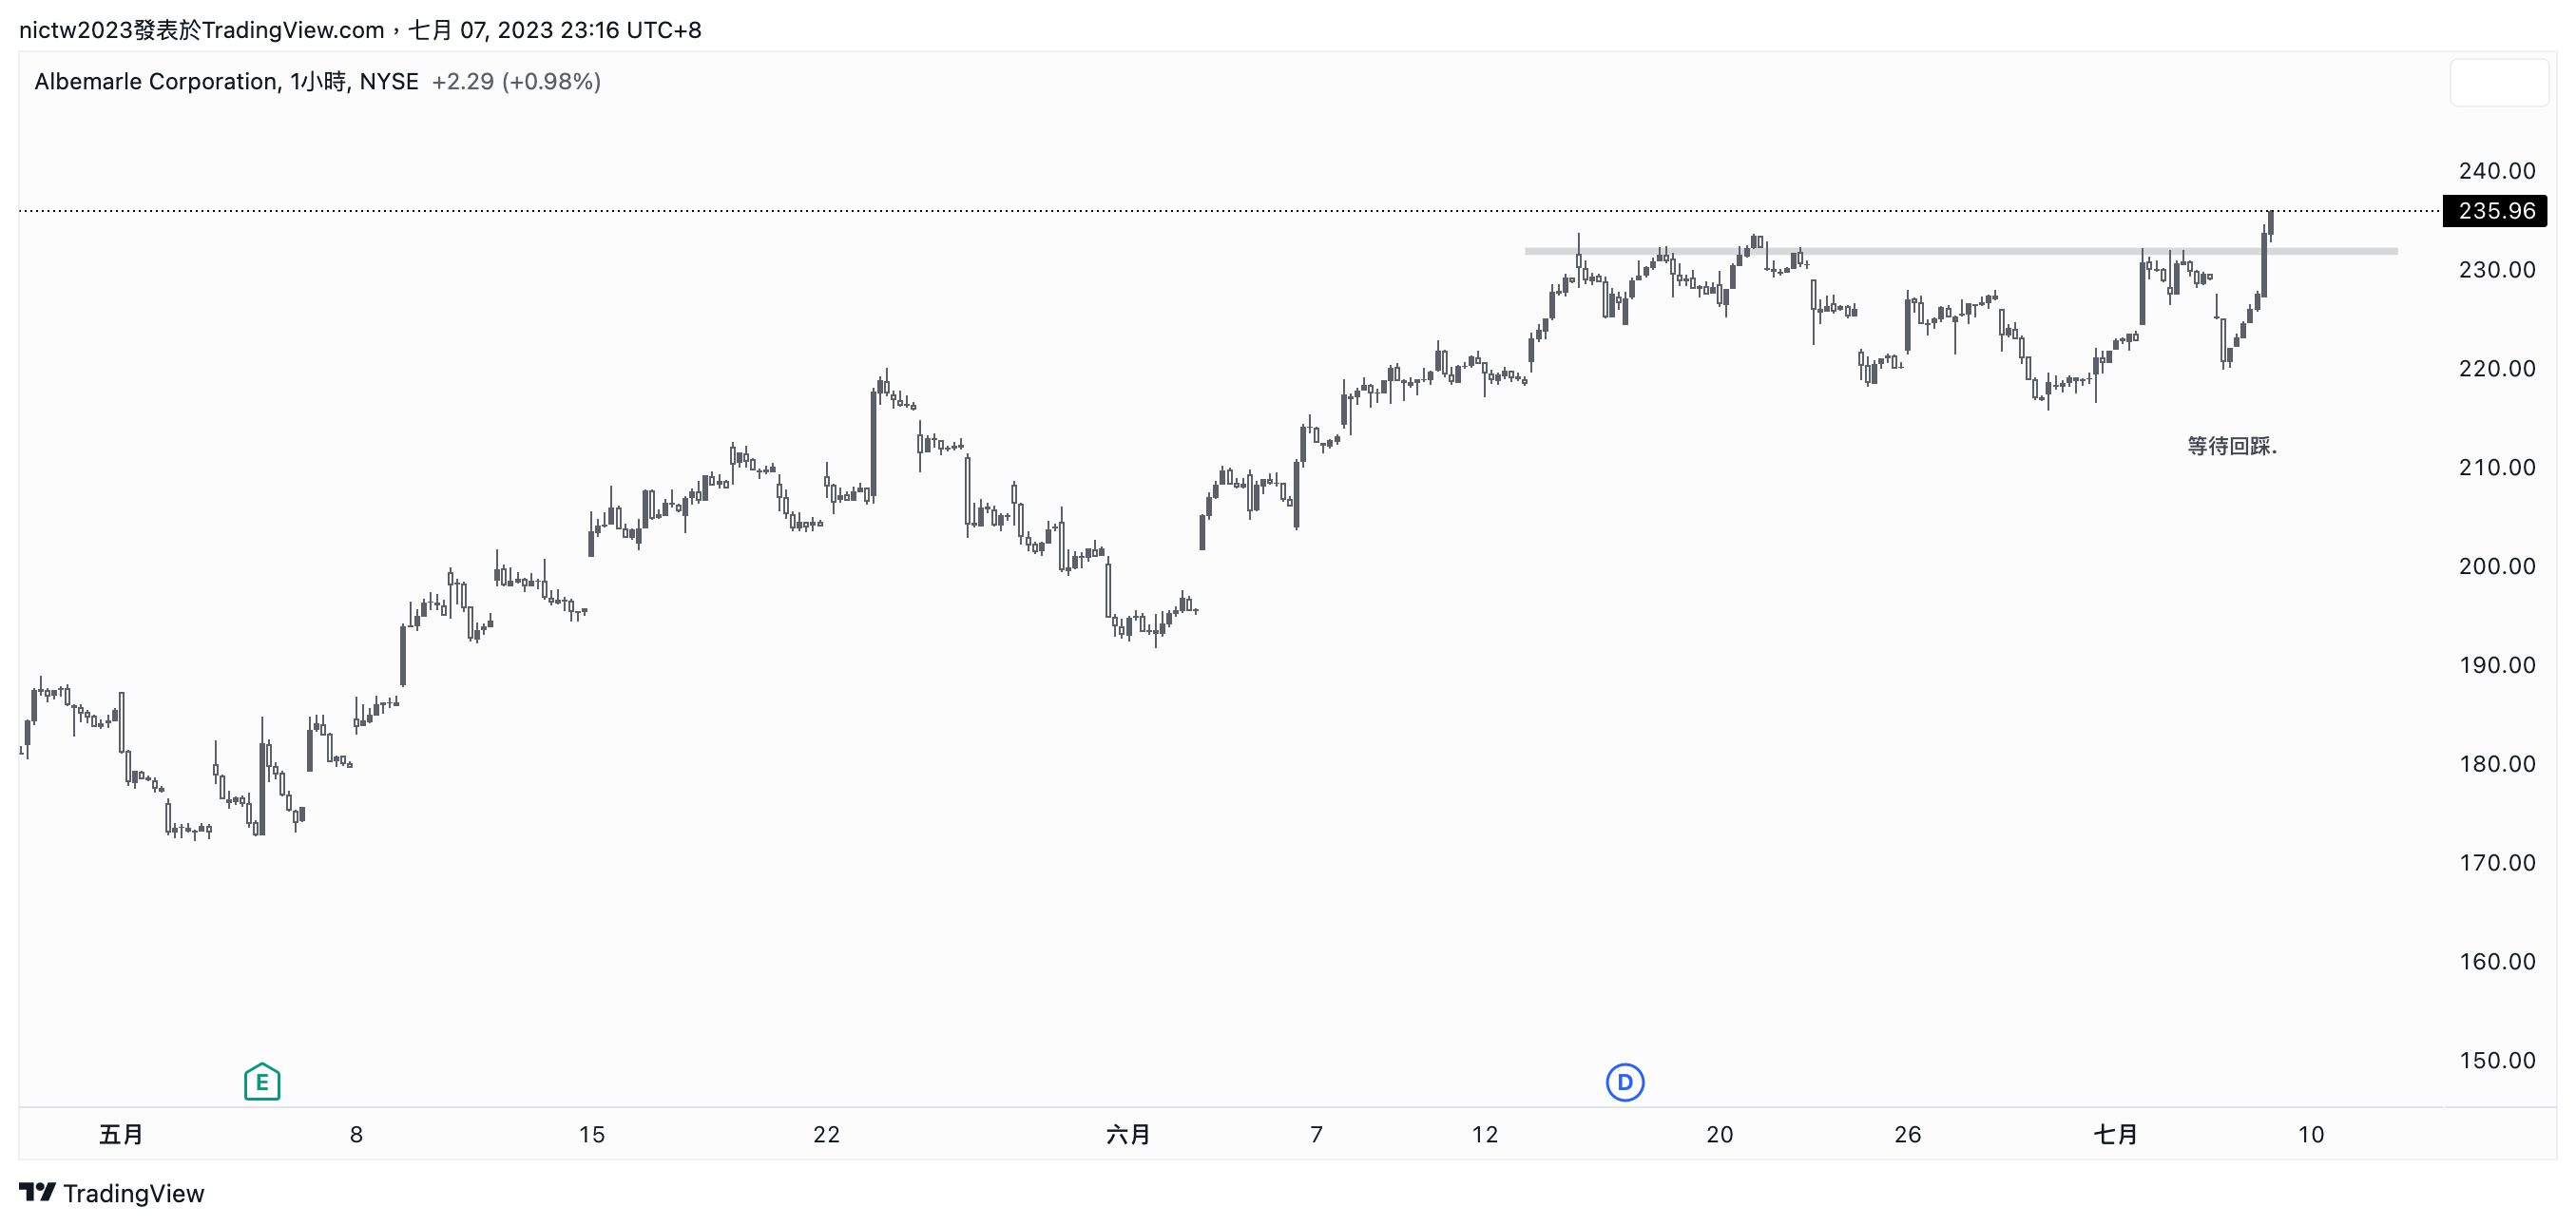 nictw2023發表於TradingView.com，七月 07, 2023 23:16 UTC+8
Albemarle Corporation, 1小時, NYSE +2.29 (+0.98%)
240.00
235.96
230.00
220.00
等待回踩.
210.00
200.00
190.00
180.00
170.00
160.00
150.00
E
D
五月 8 15 22 六月 7 12 20 26 七月 10
TradingView